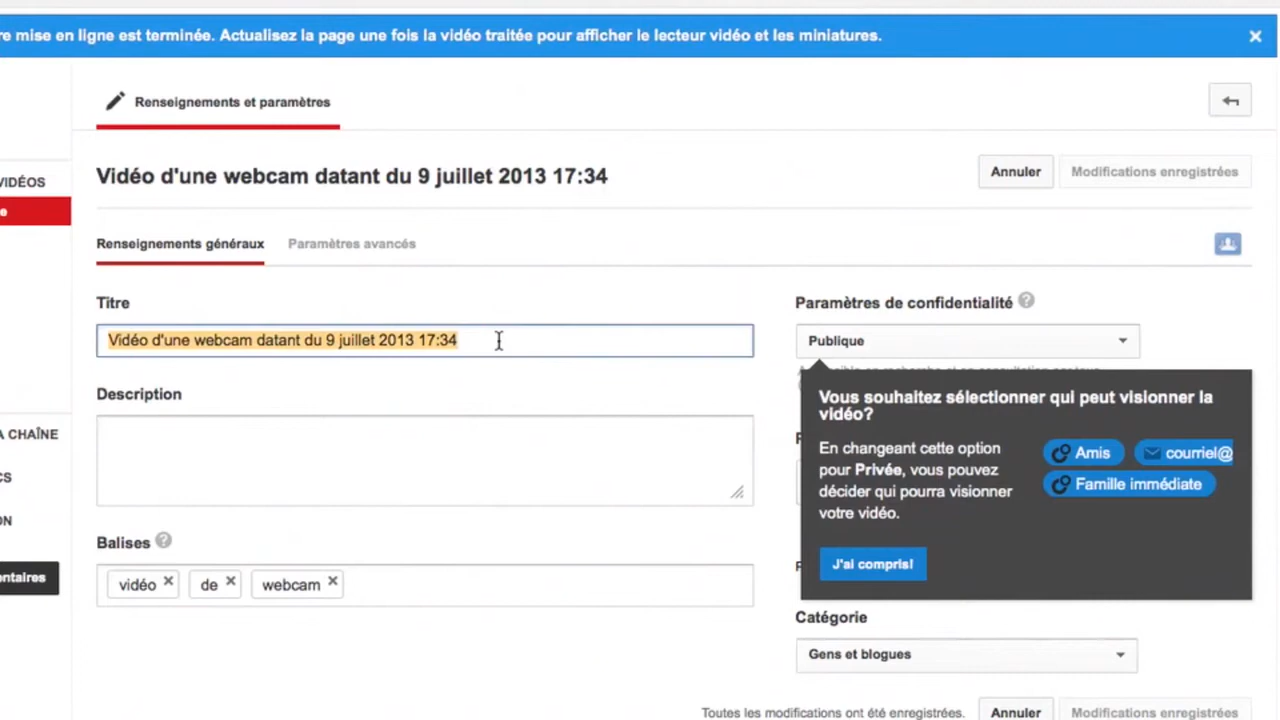 re mise en ligne est terminée. Actualisez la page une fois la vidéo traitée pour afficher le lecteur vidéo et les miniatures.
Renseignements et paramètres
Vidéo d'une webcam datant du 9 juillet 2013 17:34
Annuler
Modifications enregistrées
VIDÉOS
e
Renseignements généraux
Paramètres avancés
Titre
Vidéo d'une webcam datant du 9 juillet 2013 17:34
Description
Balises
vidéo
de
webcam
Paramètres de confidentialité
Publique
Vous souhaitez sélectionner qui peut visionner la
vidéo?
En changeant cette option
pour Privée, vous pouvez
décider qui pourra visionner
votre vidéo.
Amis
courriel@
Famille immédiate
J'ai compris!
Catégorie
Gens et blogues
A CHAÎNE
CS
ON
entaires
Toutes les modifications ont été enregistrées.
Annuler
Modifications enregistrées